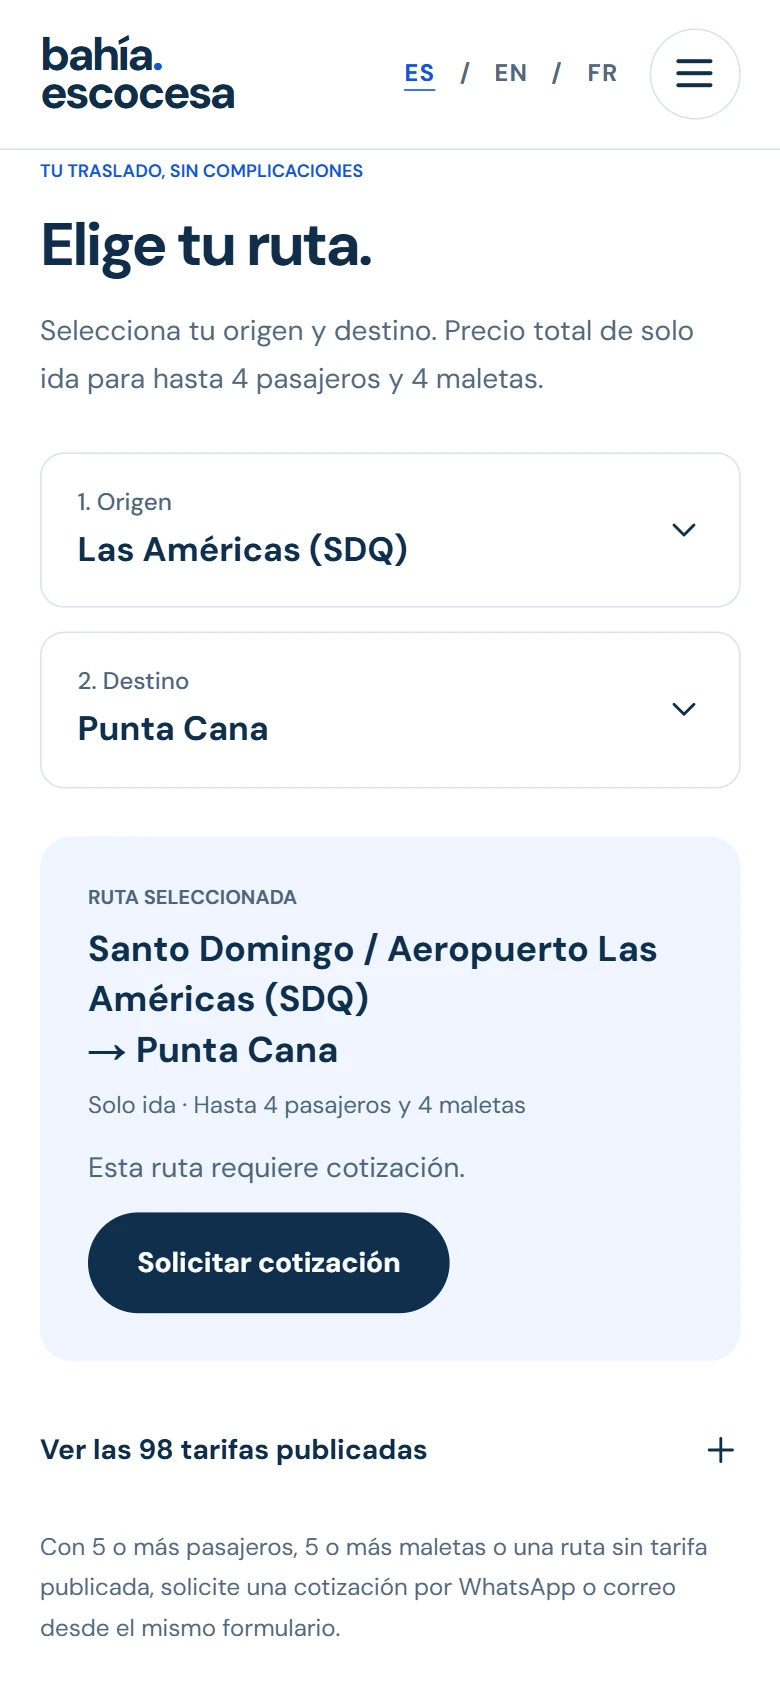 bahía.
escocesa
ES / EN / FR
TU TRASLADO, SIN COMPLICACIONES
Elige tu ruta.
Selecciona tu origen y destino. Precio total de solo
ida para hasta 4 pasajeros y 4 maletas.
1. Origen
Las Américas (SDQ)
2. Destino
Punta Cana
RUTA SELECCIONADA
Santo Domingo / Aeropuerto Las
Américas (SDQ)
→ Punta Cana
Solo ida · Hasta 4 pasajeros y 4 maletas
Esta ruta requiere cotización.
Solicitar cotización
Ver las 98 tarifas publicadas
Con 5 o más pasajeros, 5 o más maletas o una ruta sin tarifa
publicada, solicite una cotización por WhatsApp o correo
desde el mismo formulario.